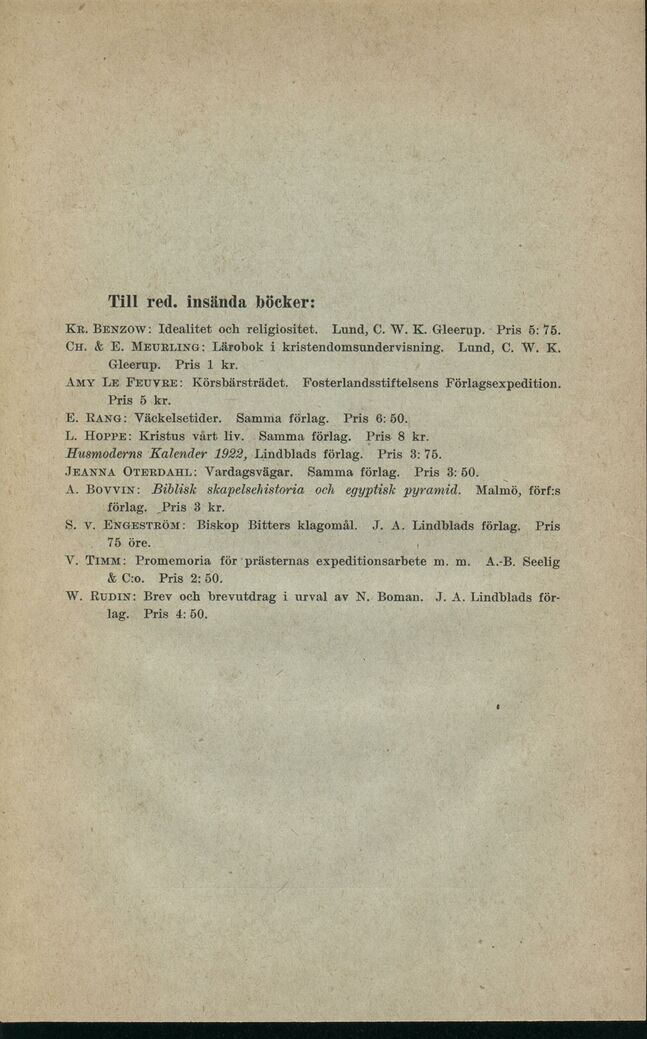 Till red. insända böcker:
KR. BENZOW: Idealitet och religiositet. Lund, C. W. K. Gleerup. Pris 5: 75.
CH. & E. MEURLING: Lärobok i kristendomsundervisning. Lund, C. W. K.
Gleerup. Pris 1 kr.
AMY LE FEUVRE: Körsbärsträdet. Fosterlandsstiftelsens Förlagsexpedition.
Pris 5 kr.
E. RANG: Väckelsetider. Samma förlag. Pris 6: 50.
L. HOPPE: Kristus vårt liv. Samma förlag. Pris 8 kr.
Husmoderns Kalender 1922, Lindblads förlag. Pris 3: 75.
JEANNA OTERDAHL: Vardagsvägar. Samma förlag. Pris 3: 50.
A. BOVVIN: Biblisk skapelsehistoria och egyptisk pyramid. Malmö, förf:s
förlag. Pris 3 kr.
S. V. ENGESTRÖM: Biskop Bitters klagomål. J. A. Lindblads förlag. Pris
75 öre.
V. TIMM: Promemoria för prästernas expeditionsarbete m. m. A.-B. Seelig
& C:o. Pris 2: 50.
W. RUDIN: Brev och brevutdrag i urval av N. Boman. J. A. Lindblads för-
lag. Pris 4: 50.